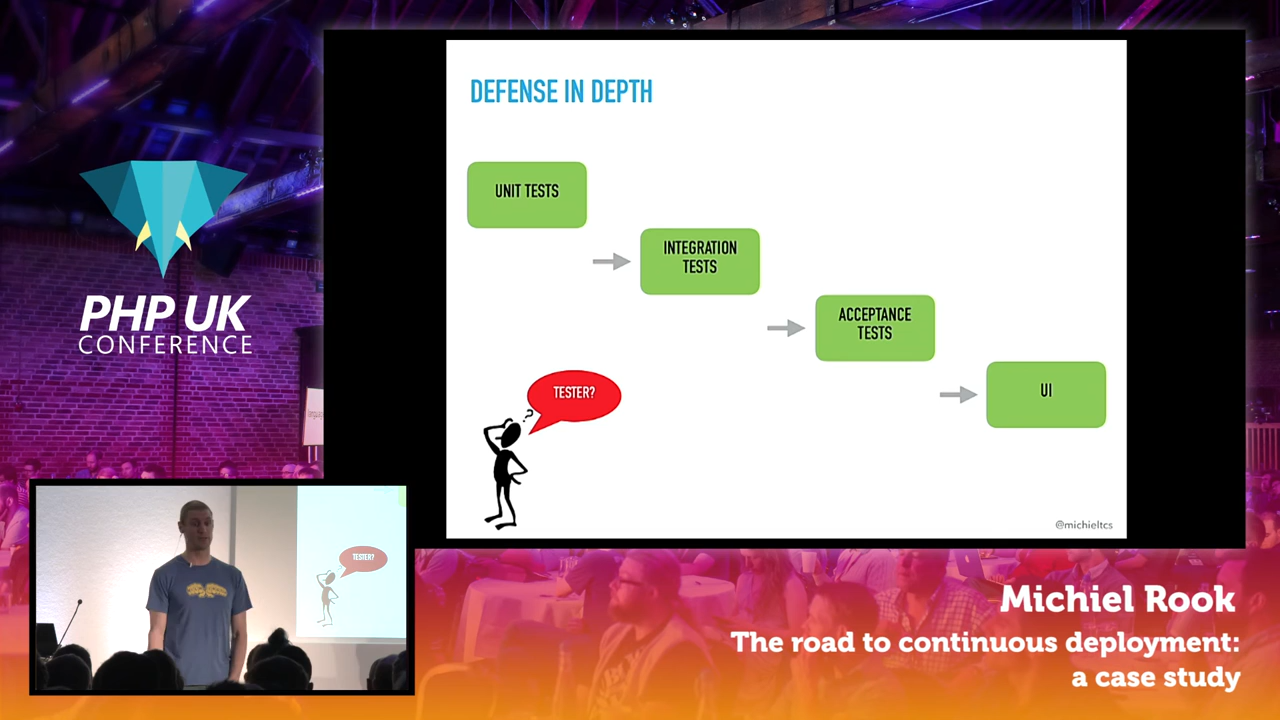 DEFENSE IN DEPTH
UNIT TESTS
INTEGRATION
TESTS
ACCEPTANCE
TESTS
UI
TESTER?
?
@michieltcs
PHP UK
CONFERENCE
TESTER?
Michiel Rook
The road to continuous deployment:
a case study